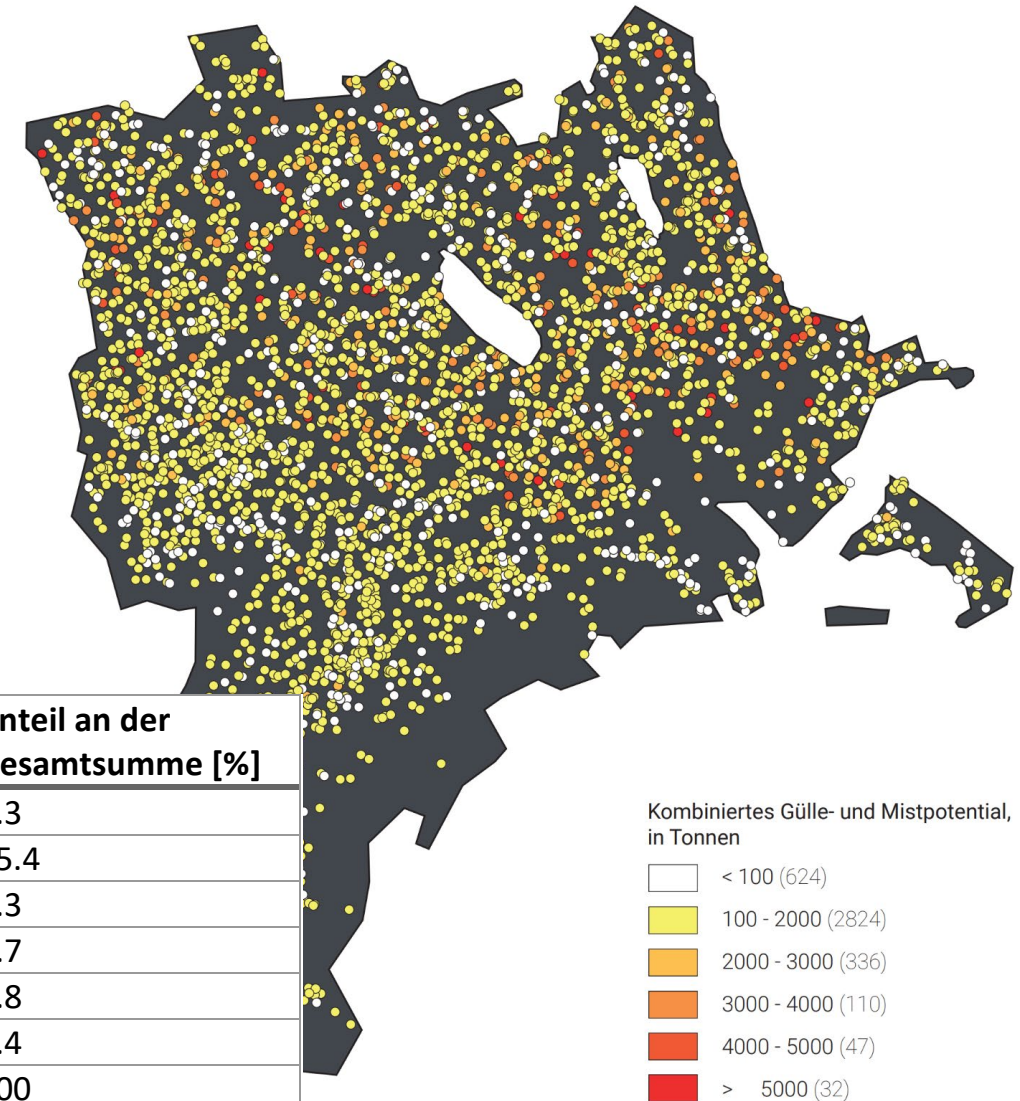 nteil an der
esamtsumme [%]
.3
5.4
.3
.7
.8
.4
00
Kombiniertes Gülle- und Mistpotential,
in Tonnen
< 100 (624)
100 - 2000 (2824)
2000 - 3000 (336)
3000 - 4000 (110)
4000 - 5000 (47)
> 5000 (32)